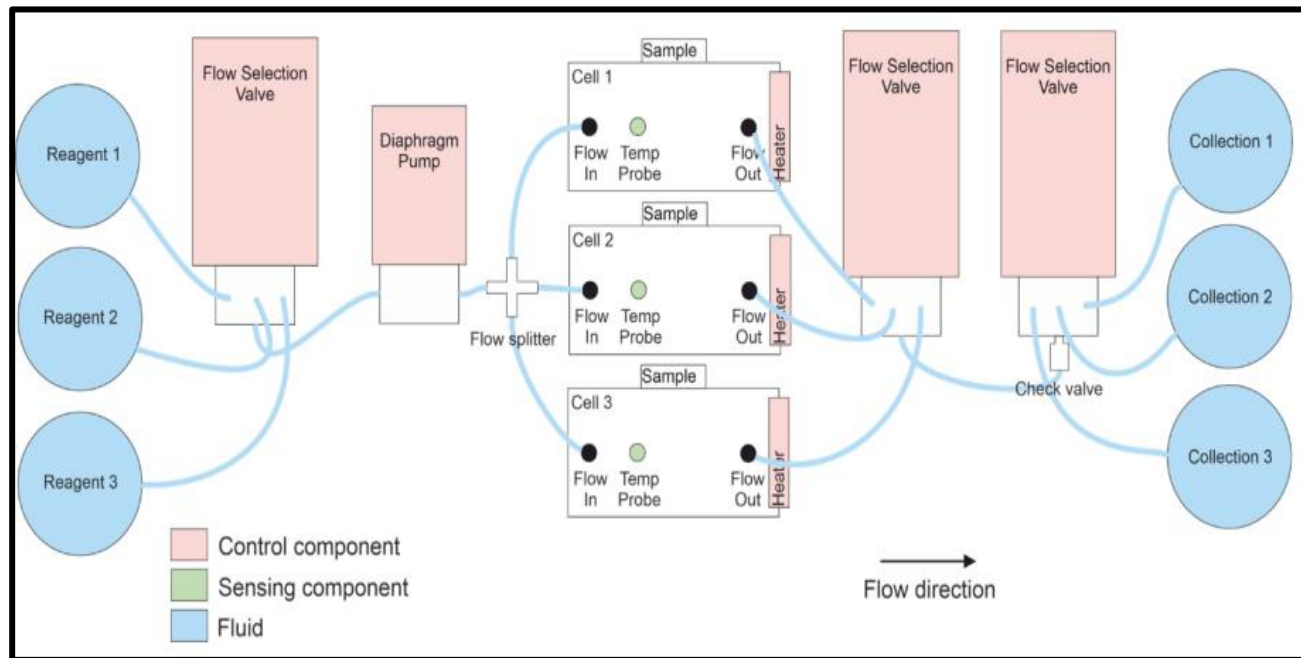 Reagent 1
Reagent 2
Reagent 3
Flow Selection
Valve
Diaphragm
Pump
Flow splitter
Sample
Cell 1
Flow
In
Temp
Probe
Flow
Out
Heater
Sample
Cell 2
Flow
In
Temp
Probe
Flow
Out
Heater
Sample
Cell 3
Flow
In
Temp
Probe
Flow
Out
Heater
Flow Selection
Valve
Flow Selection
Valve
Check valve
Collection 1
Collection 2
Collection 3
Control component
Sensing component
Fluid
Flow direction